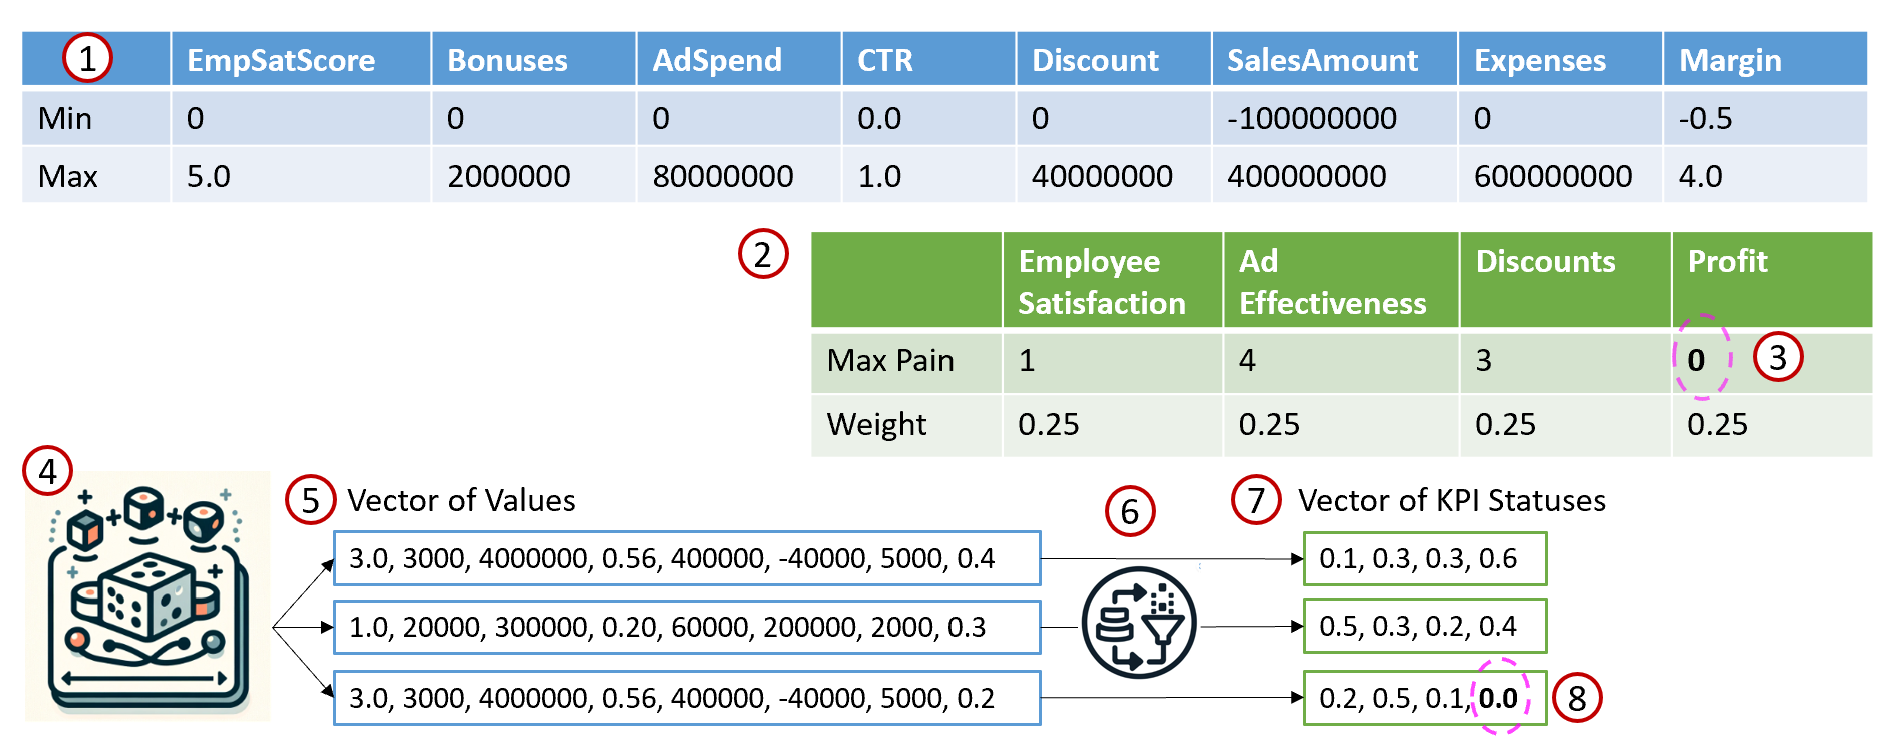 1 EmpSatScore Bonuses AdSpend CTR Discount SalesAmount Expenses Margin
Min 0 0 0 0.0 0 -100000000 0 -0.5
Max 5.0 2000000 80000000 1.0 40000000 400000000 600000000 4.0
2
Employee Ad Discounts Profit
Satisfaction Effectiveness
Max Pain 1 4 3 0 3
Weight 0.25 0.25 0.25 0.25
4
5 Vector of Values
6
7 Vector of KPI Statuses
3.0, 3000, 4000000, 0.56, 400000, -40000, 5000, 0.4
0.1, 0.3, 0.3, 0.6
1.0, 20000, 300000, 0.20, 60000, 200000, 2000, 0.3
0.5, 0.3, 0.2, 0.4
3.0, 3000, 4000000, 0.56, 400000, -40000, 5000, 0.2
0.2, 0.5, 0.1, 0.0 8